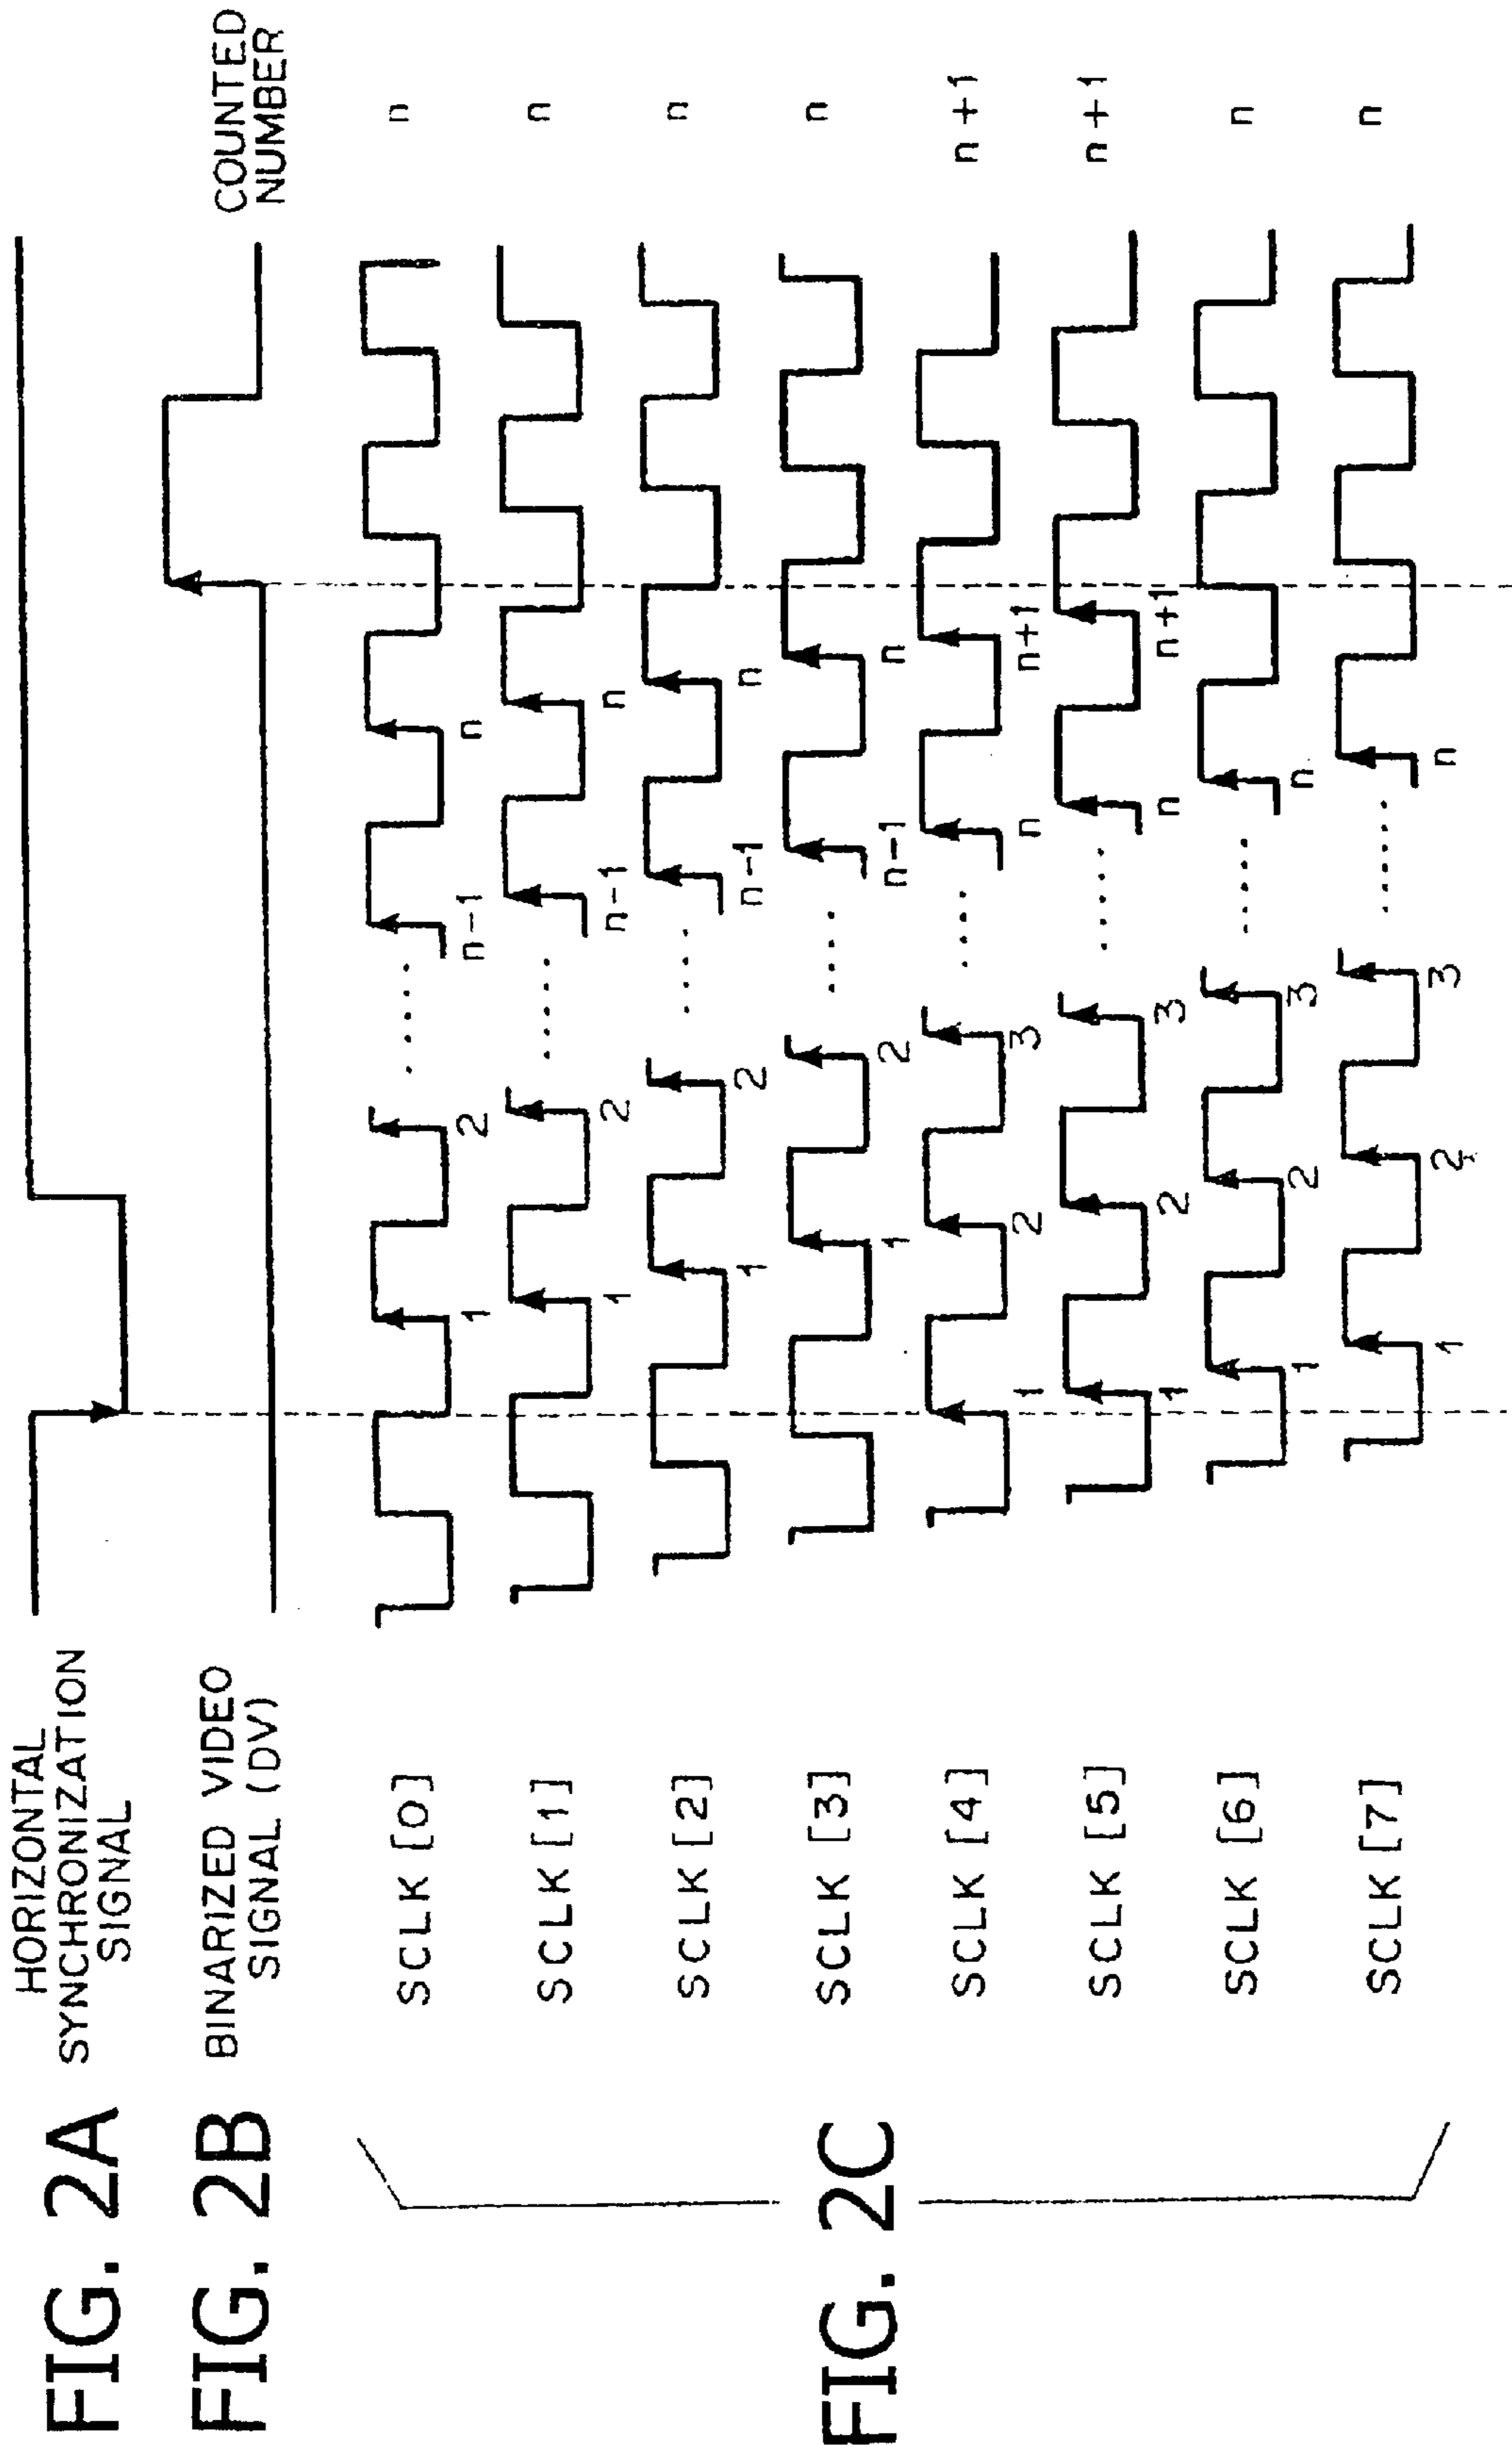 FIG. 2A
HORIZONTAL
SYNCHRONIZATION
SIGNAL
FIG. 2B
BINARIZED VIDEO
SIGNAL (DV)
COUNTED
NUMBER
FIG. 2C
SCLK [0]
1 2 ..... n-1 n
n
SCLK [1]
1 2 ..... n-1 n
n
SCLK [2]
1 2 ..... n-1 n
n
SCLK [3]
1 2 ..... n-1 n
n
SCLK [4]
1 2 3 ..... n n+1
n+1
SCLK [5]
1 2 3 ..... n n+1
n+1
SCLK [6]
1 2 3 ..... n
n
SCLK [7]
1 2 3 ..... n
n